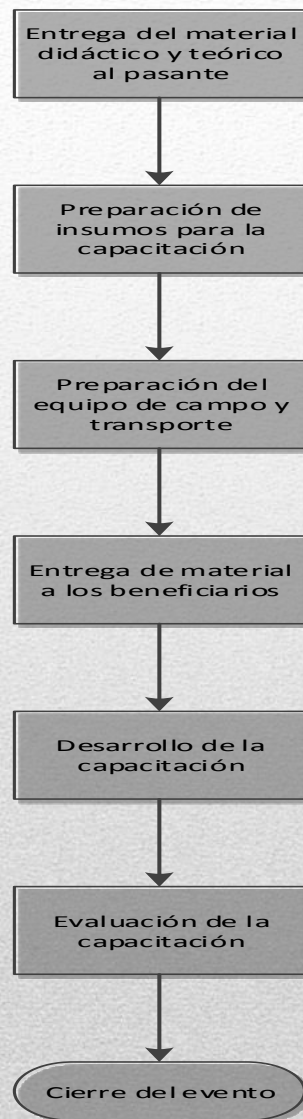 Entrega del material
didáctico y teórico
al pasante
Preparación de
insumos para la
capacitación
Preparación del
equipo de campo y
transporte
Entrega de material
a los beneficiarios
Desarrollo de la
capacitación
Evaluación de la
capacitación
Cierre del evento